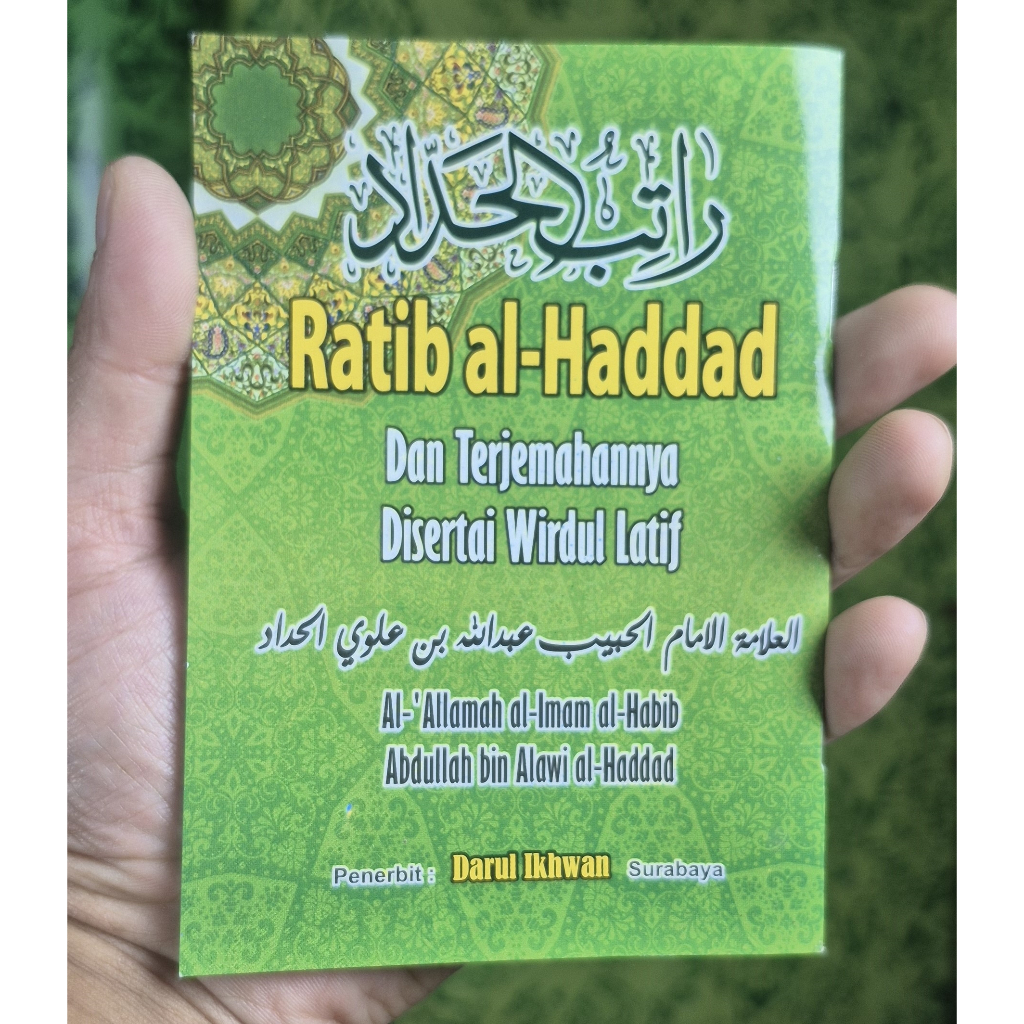 راتب الحداد
Ratib al-Haddad
Dan Terjemahannya
Disertai Wirdul Latif
العلامة الامام الحبيب عبدالله بن علوي الحداد
Al-'Allamah al-Imam al-Habib
Abdullah bin Alawi al-Haddad
Penerbit : Darul Ikhwan Surabaya